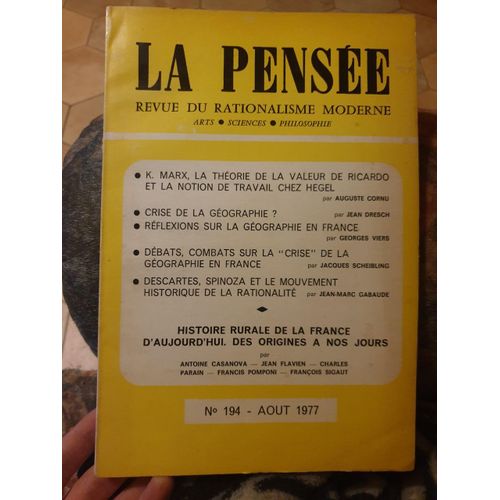 LA PENSÉE
REVUE DU RATIONALISME MODERNE
ARTS ● SCIENCES ● PHILOSOPHIE
● K. MARX, LA THÉORIE DE LA VALEUR DE RICARDO
ET LA NOTION DE TRAVAIL CHEZ HEGEL
par AUGUSTE CORNU
● CRISE DE LA GÉOGRAPHIE ? par JEAN DRESCH
● RÉFLEXIONS SUR LA GÉOGRAPHIE EN FRANCE
par GEORGES VIERS
● DÉBATS, COMBATS SUR LA "CRISE" DE LA
GÉOGRAPHIE EN FRANCE par JACQUES SCHEIBLING
● DESCARTES, SPINOZA ET LE MOUVEMENT
HISTORIQUE DE LA RATIONALITÉ par JEAN-MARC GABAUDE
HISTOIRE RURALE DE LA FRANCE
D'AUJOURD'HUI. DES ORIGINES A NOS JOURS
par
ANTOINE CASANOVA — JEAN FLAVIEN — CHARLES
PARAIN — FRANCIS POMPONI — FRANÇOIS SIGAUT
Nº 194 - AOUT 1977